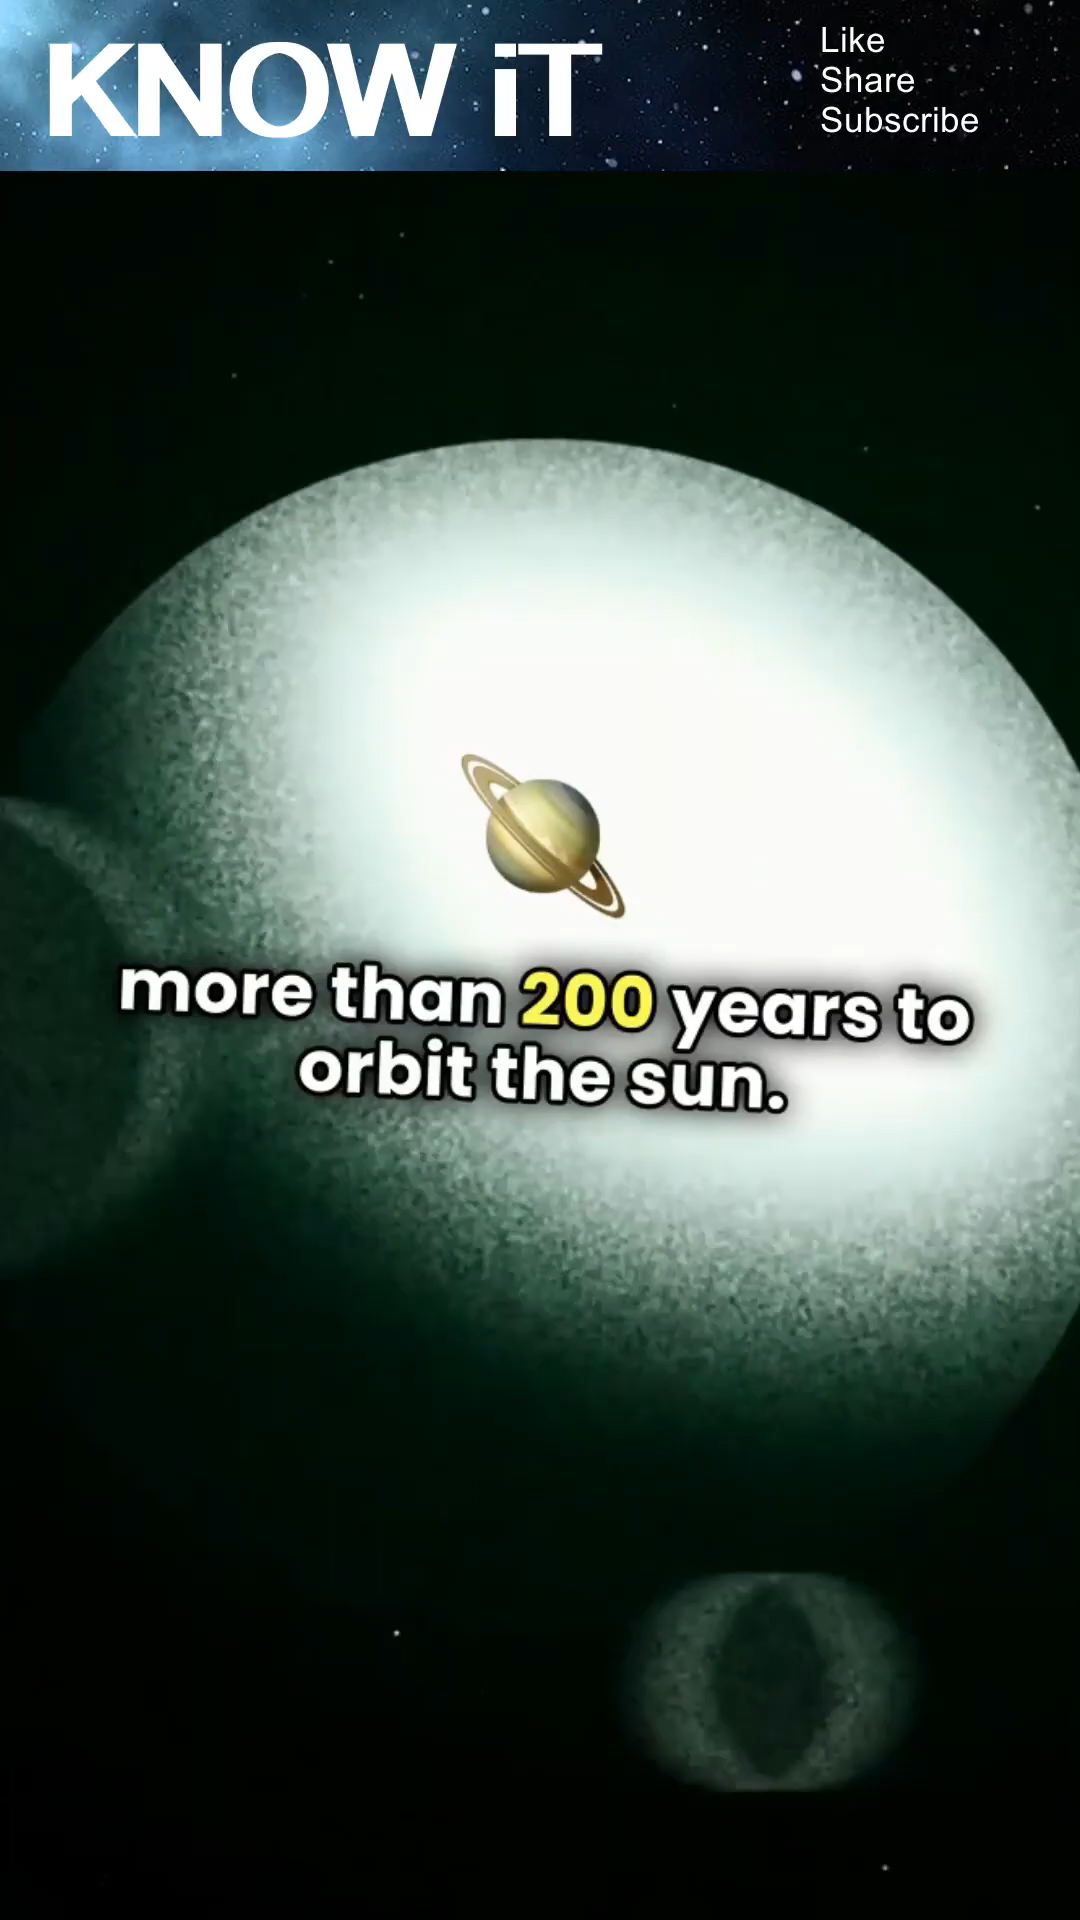 KNOW iT
Like
Share
Subscribe
more than 200 years to
orbit the sun.